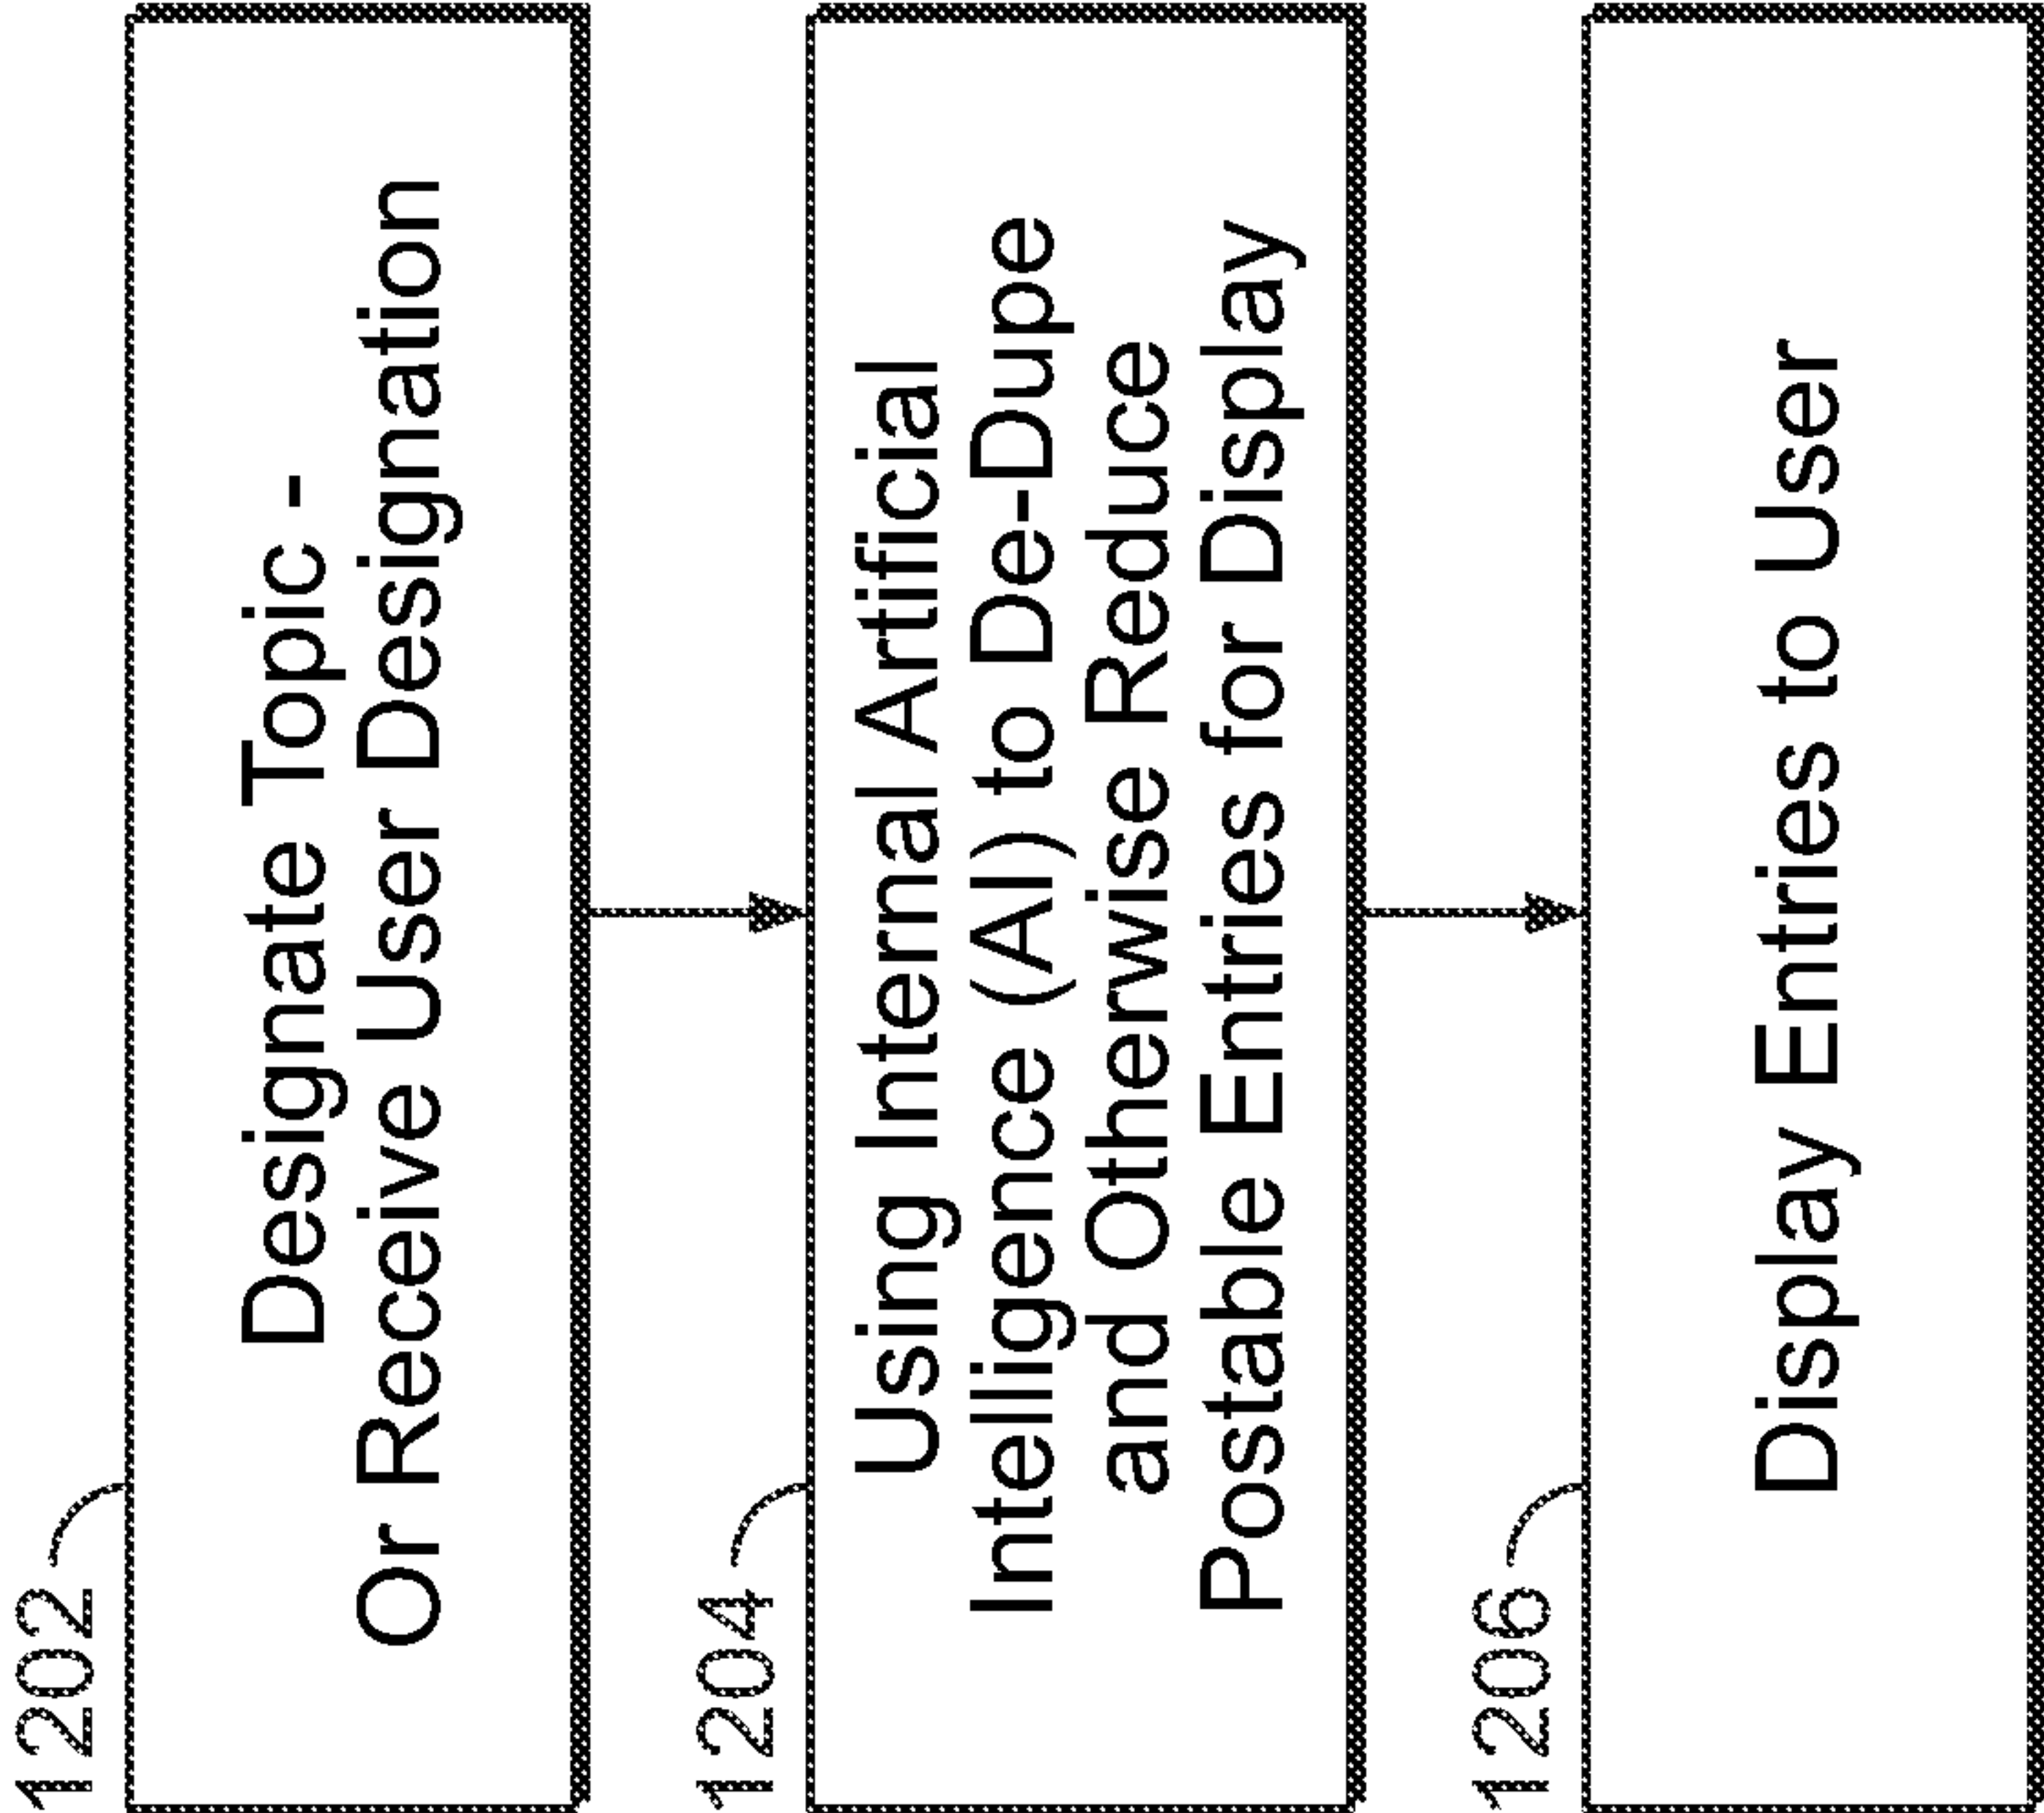 1202
Designate Topic -
Or Receive User Designation
1204
Using Internal Artificial
Intelligence (AI) to De-Dupe
and Otherwise Reduce
Postable Entries for Display
1206
Display Entries to User